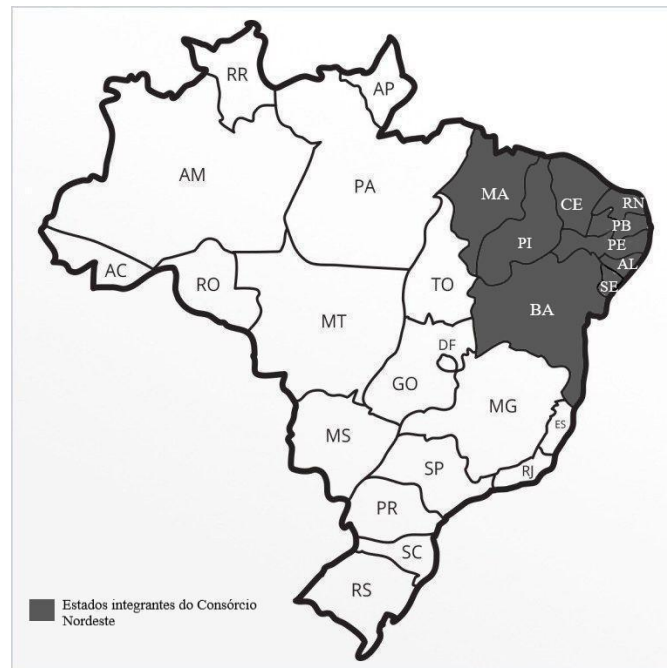 RR
AP
AM
PA
MA
CE
RN
PB
PI
PE
AL
AC
RO
TO
SE
MT
BA
DF
GO
MG
ES
MS
SP
RJ
PR
SC
RS
Estados integrantes do Consórcio
Nordeste